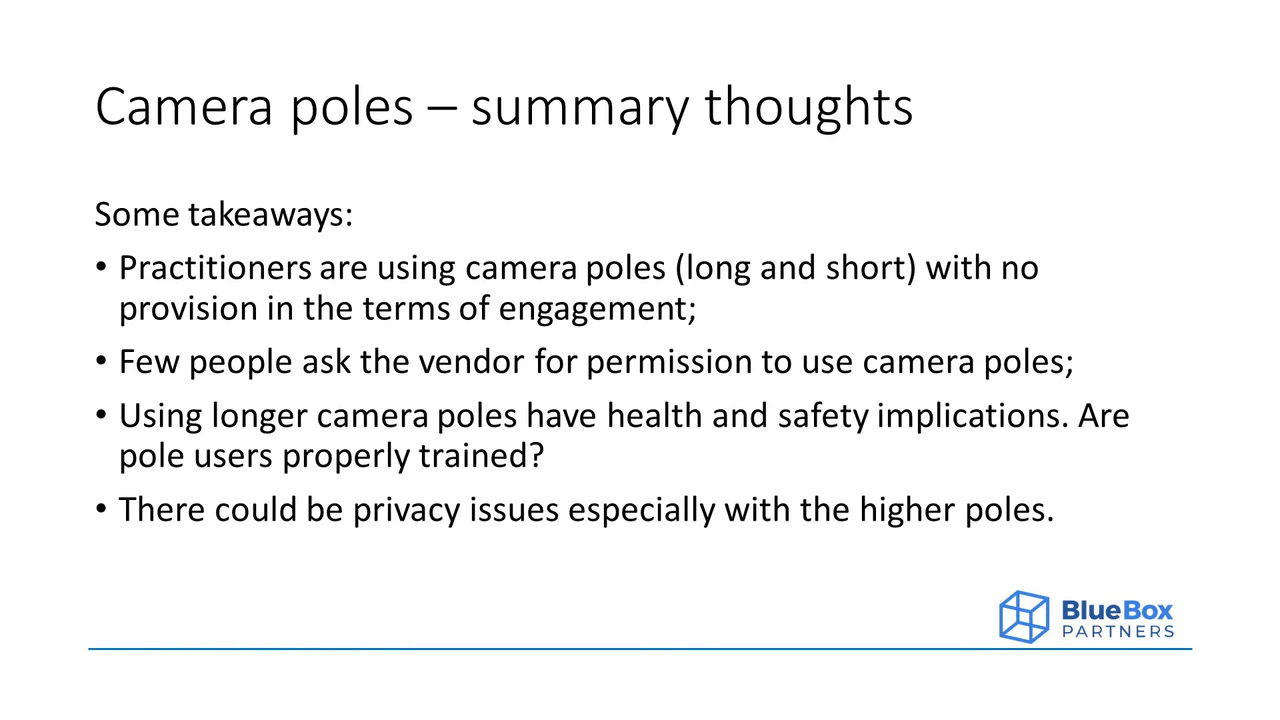 Camera poles – summary thoughts
Some takeaways:
• Practitioners are using camera poles (long and short) with no
provision in the terms of engagement;
• Few people ask the vendor for permission to use camera poles;
• Using longer camera poles have health and safety implications. Are
pole users properly trained?
• There could be privacy issues especially with the higher poles.
BlueBox
PARTNERS